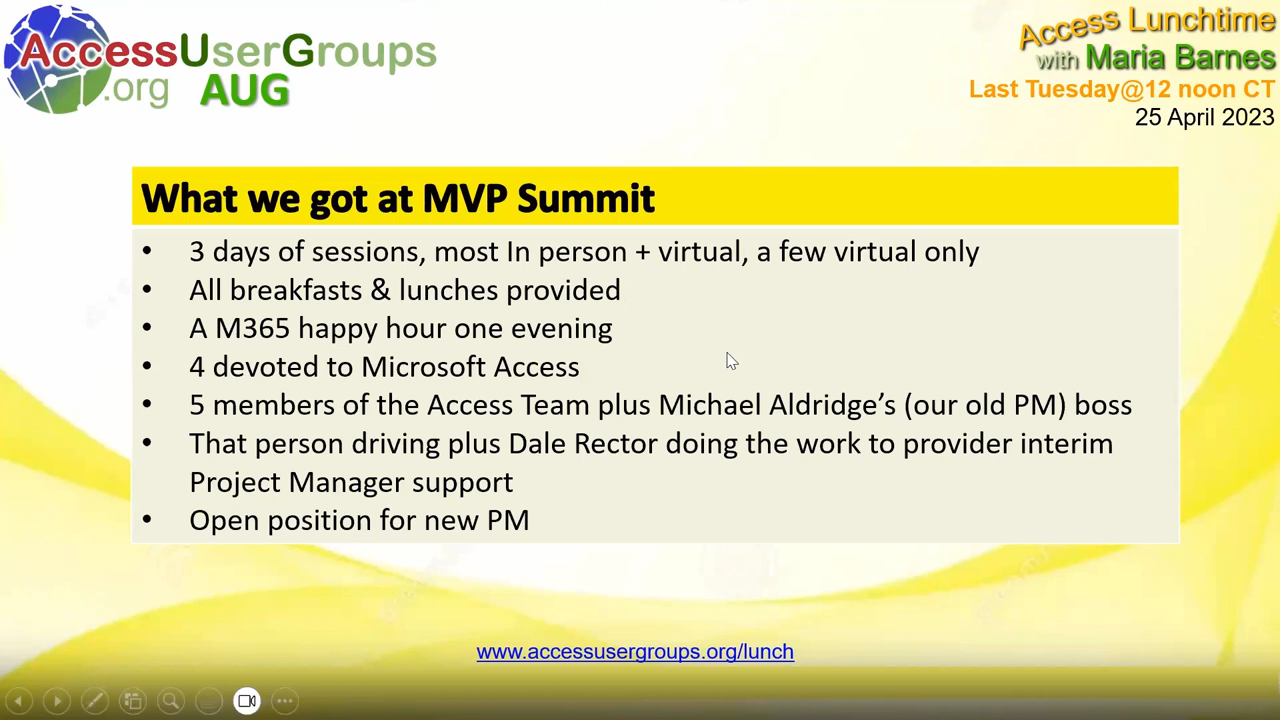 AccessUserGroups
.org AUG
Access Lunchtime
with Maria Barnes
Last Tuesday@12 noon CT
25 April 2023
What we got at MVP Summit
• 3 days of sessions, most In person + virtual, a few virtual only
• All breakfasts & lunches provided
• A M365 happy hour one evening
• 4 devoted to Microsoft Access
• 5 members of the Access Team plus Michael Aldridge’s (our old PM) boss
• That person driving plus Dale Rector doing the work to provider interim
Project Manager support
• Open position for new PM
www.accessusergroups.org/lunch